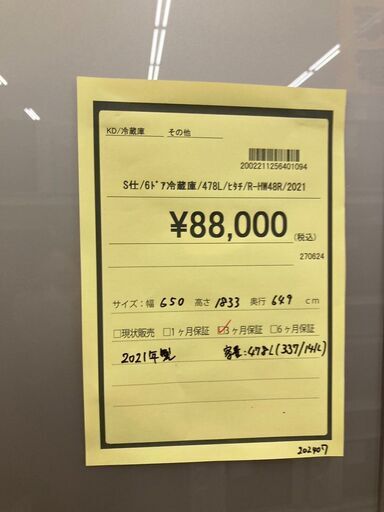 KD/冷蔵庫 その他
2002211256401094
S仕/6ﾄﾞｱ冷蔵庫/478L/ﾋﾀﾁ/R-HW48R/2021
¥88,000
(税込)
270624
サイズ:幅 650 高さ 1833 奥行 649 cm
□現状販売 □1ヶ月保証 ☑3ヶ月保証 □6ヶ月保証
2021年製 容量:478L(337/141L)
202407